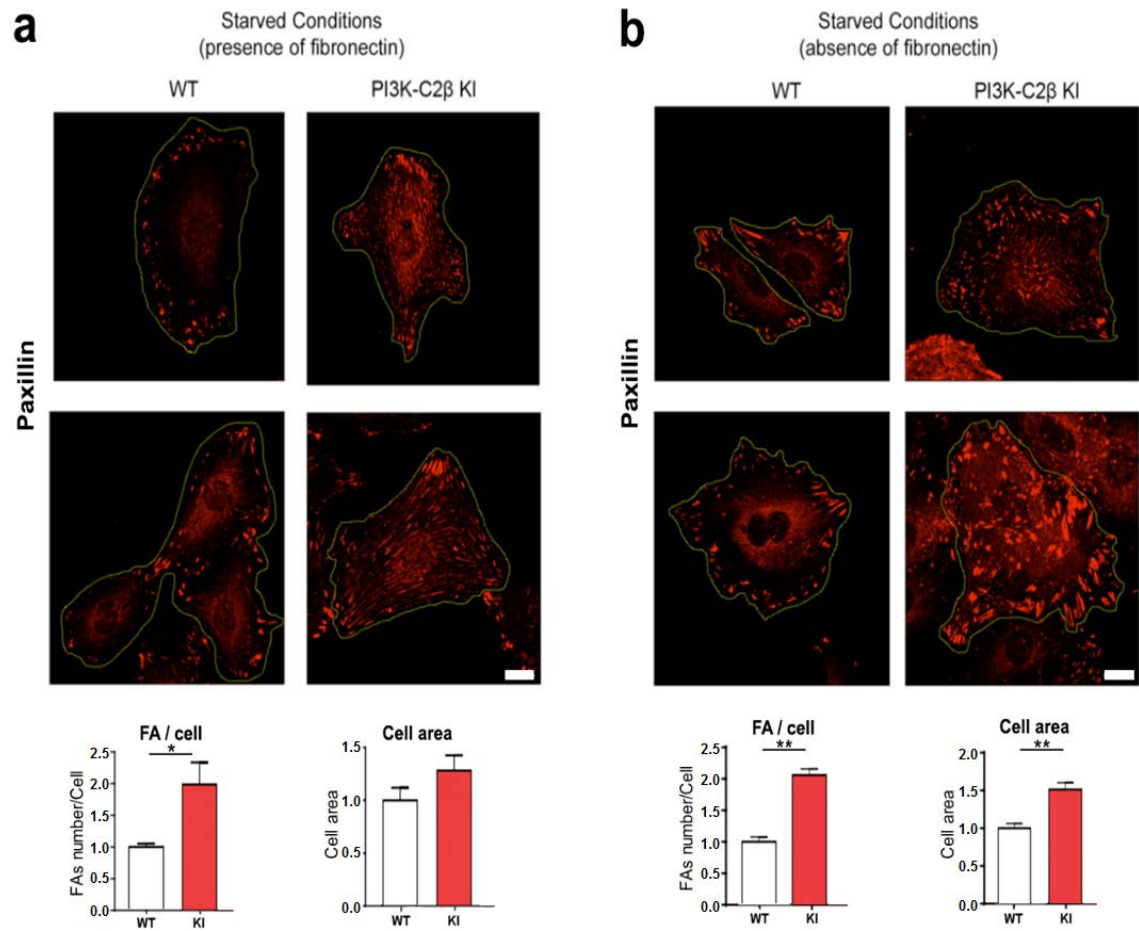 a
Starved Conditions
(presence of fibronectin)
WT
PI3K-C2β KI
Paxillin
FA / cell
FAs number/Cell
2.5
2.0
1.5
1.0
0.5
0.0
*
WT
KI
Cell area
Cell area
1.5
1.0
0.5
0.0
WT
KI
b
Starved Conditions
(absence of fibronectin)
WT
PI3K-C2β KI
Paxillin
FA / cell
FAs number/Cell
2.5
2.0
1.5
1.0
0.5
0.0
**
WT
KI
Cell area
Cell area
2.0
1.5
1.0
0.5
0.0
**
WT
KI